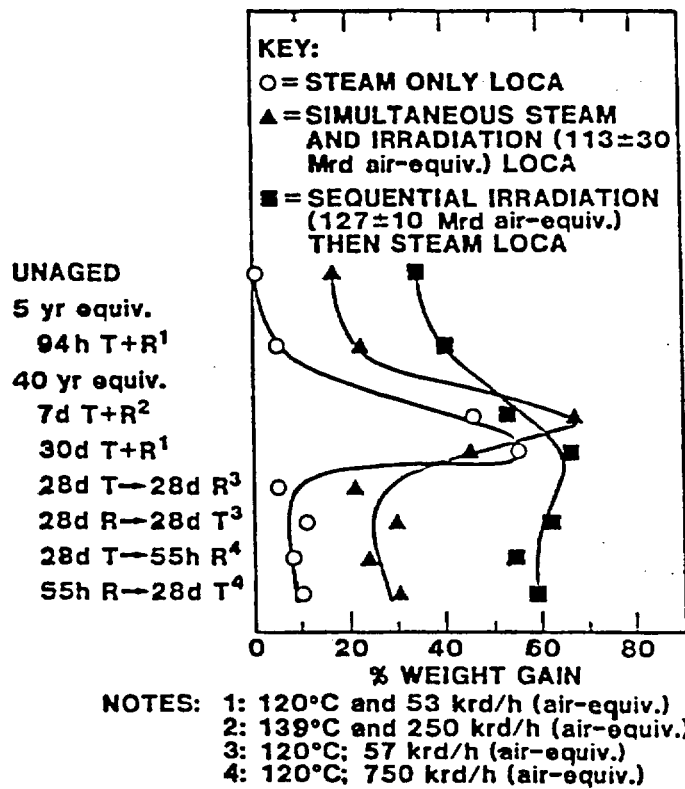 KEY:
○ = STEAM ONLY LOCA
▲ = SIMULTANEOUS STEAM
AND IRRADIATION (113±30
Mrd air-equiv.) LOCA
■ = SEQUENTIAL IRRADIATION
(127±10 Mrd air-equiv.)
THEN STEAM LOCA
UNAGED
5 yr equiv.
94h T+R¹
40 yr equiv.
7d T+R²
30d T+R¹
28d T→28d R³
28d R→28d T³
28d T→55h R⁴
55h R→28d T⁴
0 20 40 60 80
% WEIGHT GAIN
NOTES: 1: 120°C and 53 krd/h (air-equiv.)
2: 139°C and 250 krd/h (air-equiv.)
3: 120°C; 57 krd/h (air-equiv.)
4: 120°C; 750 krd/h (air-equiv.)